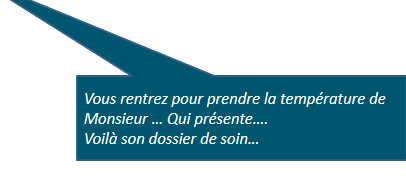 Vous rentrez pour prendre la température de
Monsieur ... Qui présente....
Voilà son dossier de soin...